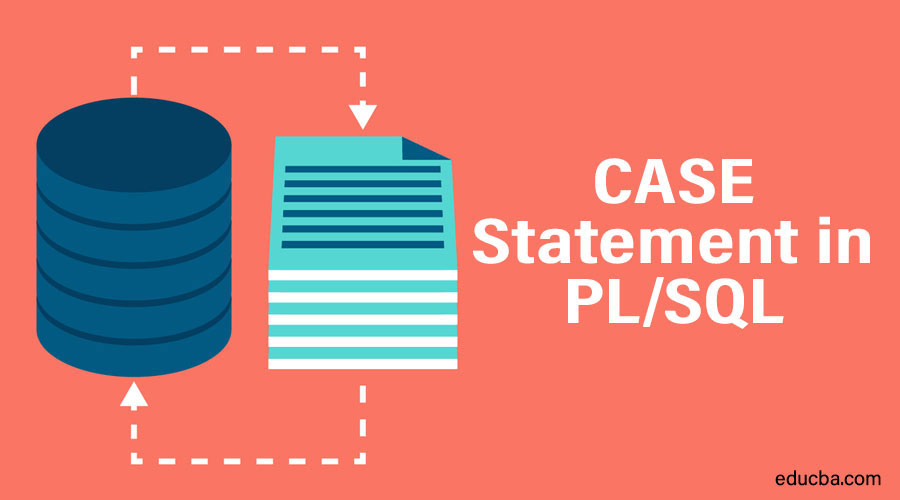 CASE
Statement in
PL/SQL
educba.com